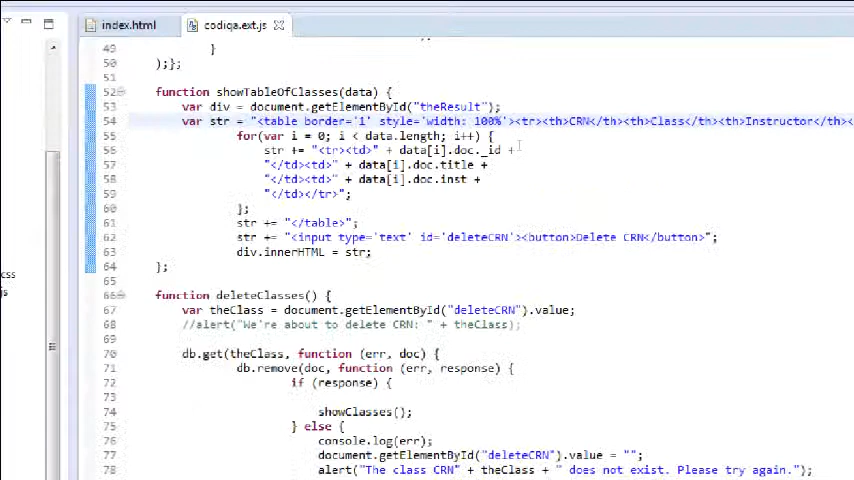 index.html codiqa.ext.js
49 }
50 );};
51
52 function showTableOfClasses(data) {
53 var div = document.getElementById("theResult");
54 var str = "<table border='1' style='width: 100%'><tr><th>CRN</th><th>Class</th><th>Instructor</th><
55 for(var i = 0; i < data.length; i++) {
56 str += "<tr><td>" + data[i].doc._id +
57 "</td><td>" + data[i].doc.title +
58 "</td><td>" + data[i].doc.inst +
59 "</td></tr>";
60 };
61 str += "</table>";
62 str += "<input type='text' id='deleteCRN'><button>Delete CRN</button>";
63 div.innerHTML = str;
64 };
65
66 function deleteClasses() {
67 var theClass = document.getElementById("deleteCRN").value;
68 //alert("We're about to delete CRN: " + theClass);
69
70 db.get(theClass, function (err, doc) {
71 db.remove(doc, function (err, response) {
72 if (response) {
73
74 showClasses();
75 } else {
76 console.log(err);
77 document.getElementById("deleteCRN").value = "";
78 alert("The class CRN" + theClass + " does not exist. Please try again.");
css
js